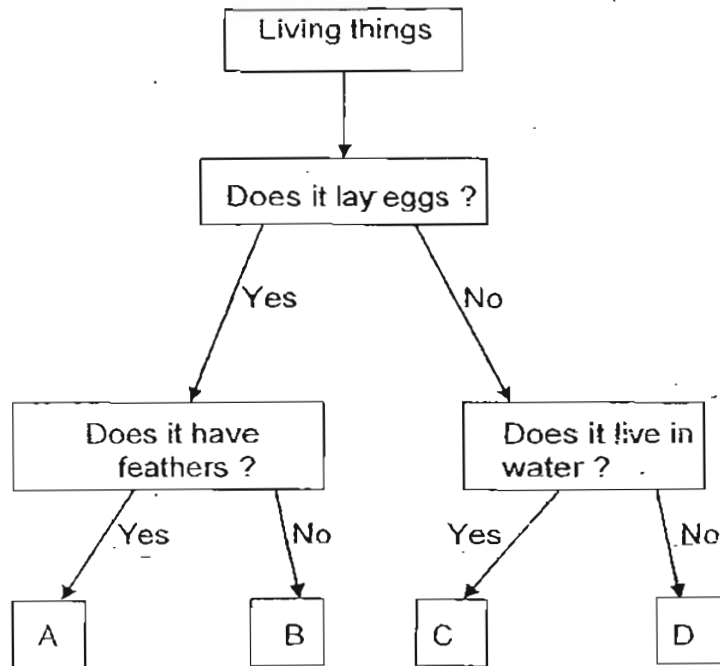 Living things
Does it lay eggs ?
Yes
No
Does it have
feathers ?
Does it live in
water ?
Yes
No
Yes
No
A
B
C
D